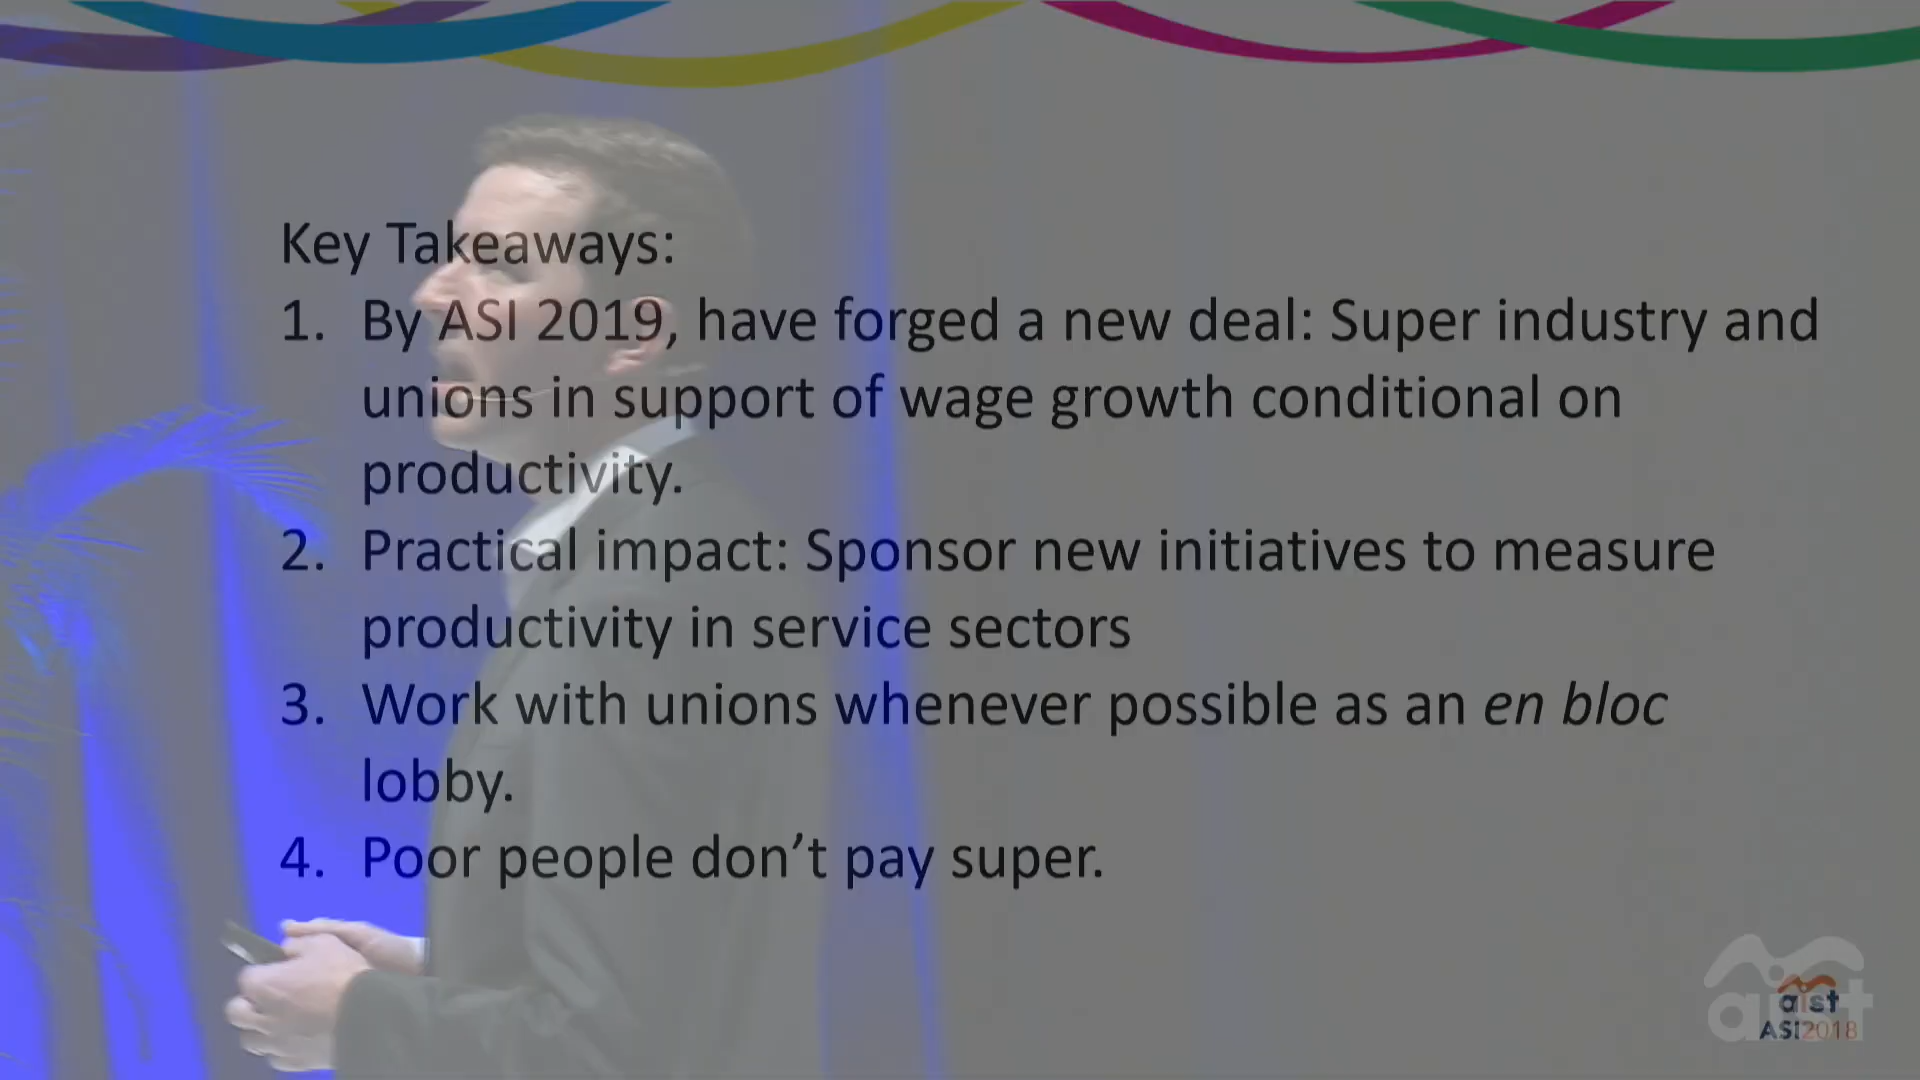 Key Takeaways:
1. By ASI 2019, have forged a new deal: Super industry and
unions in support of wage growth conditional on
productivity.
2. Practical impact: Sponsor new initiatives to measure
productivity in service sectors
3. Work with unions whenever possible as an en bloc
lobby.
4. Poor people don’t pay super.
aist
aist
ASI2018